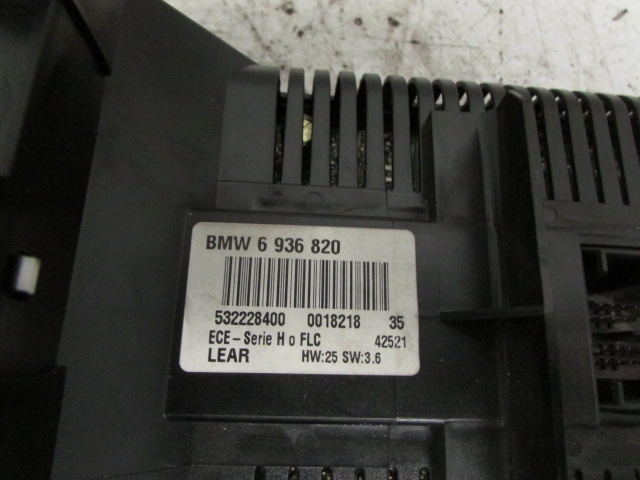 BMW 6 936 820
532228400 0018218 35
ECE-Serie H o FLC 42521
LEAR HW:25 SW:3.6